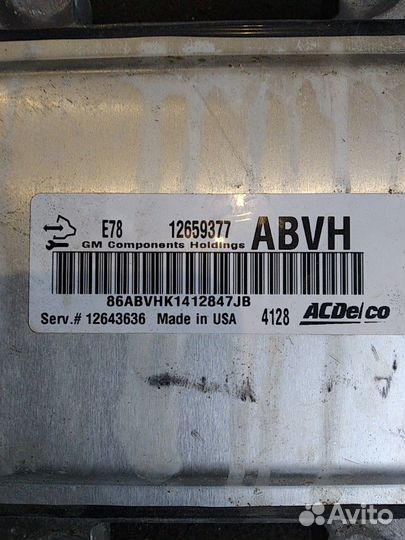 E78 12659377 ABVH
GM Components Holdings
86ABVHK1412847JB
Serv.# 12643636 Made in USA 4128 ACDelco
Avito